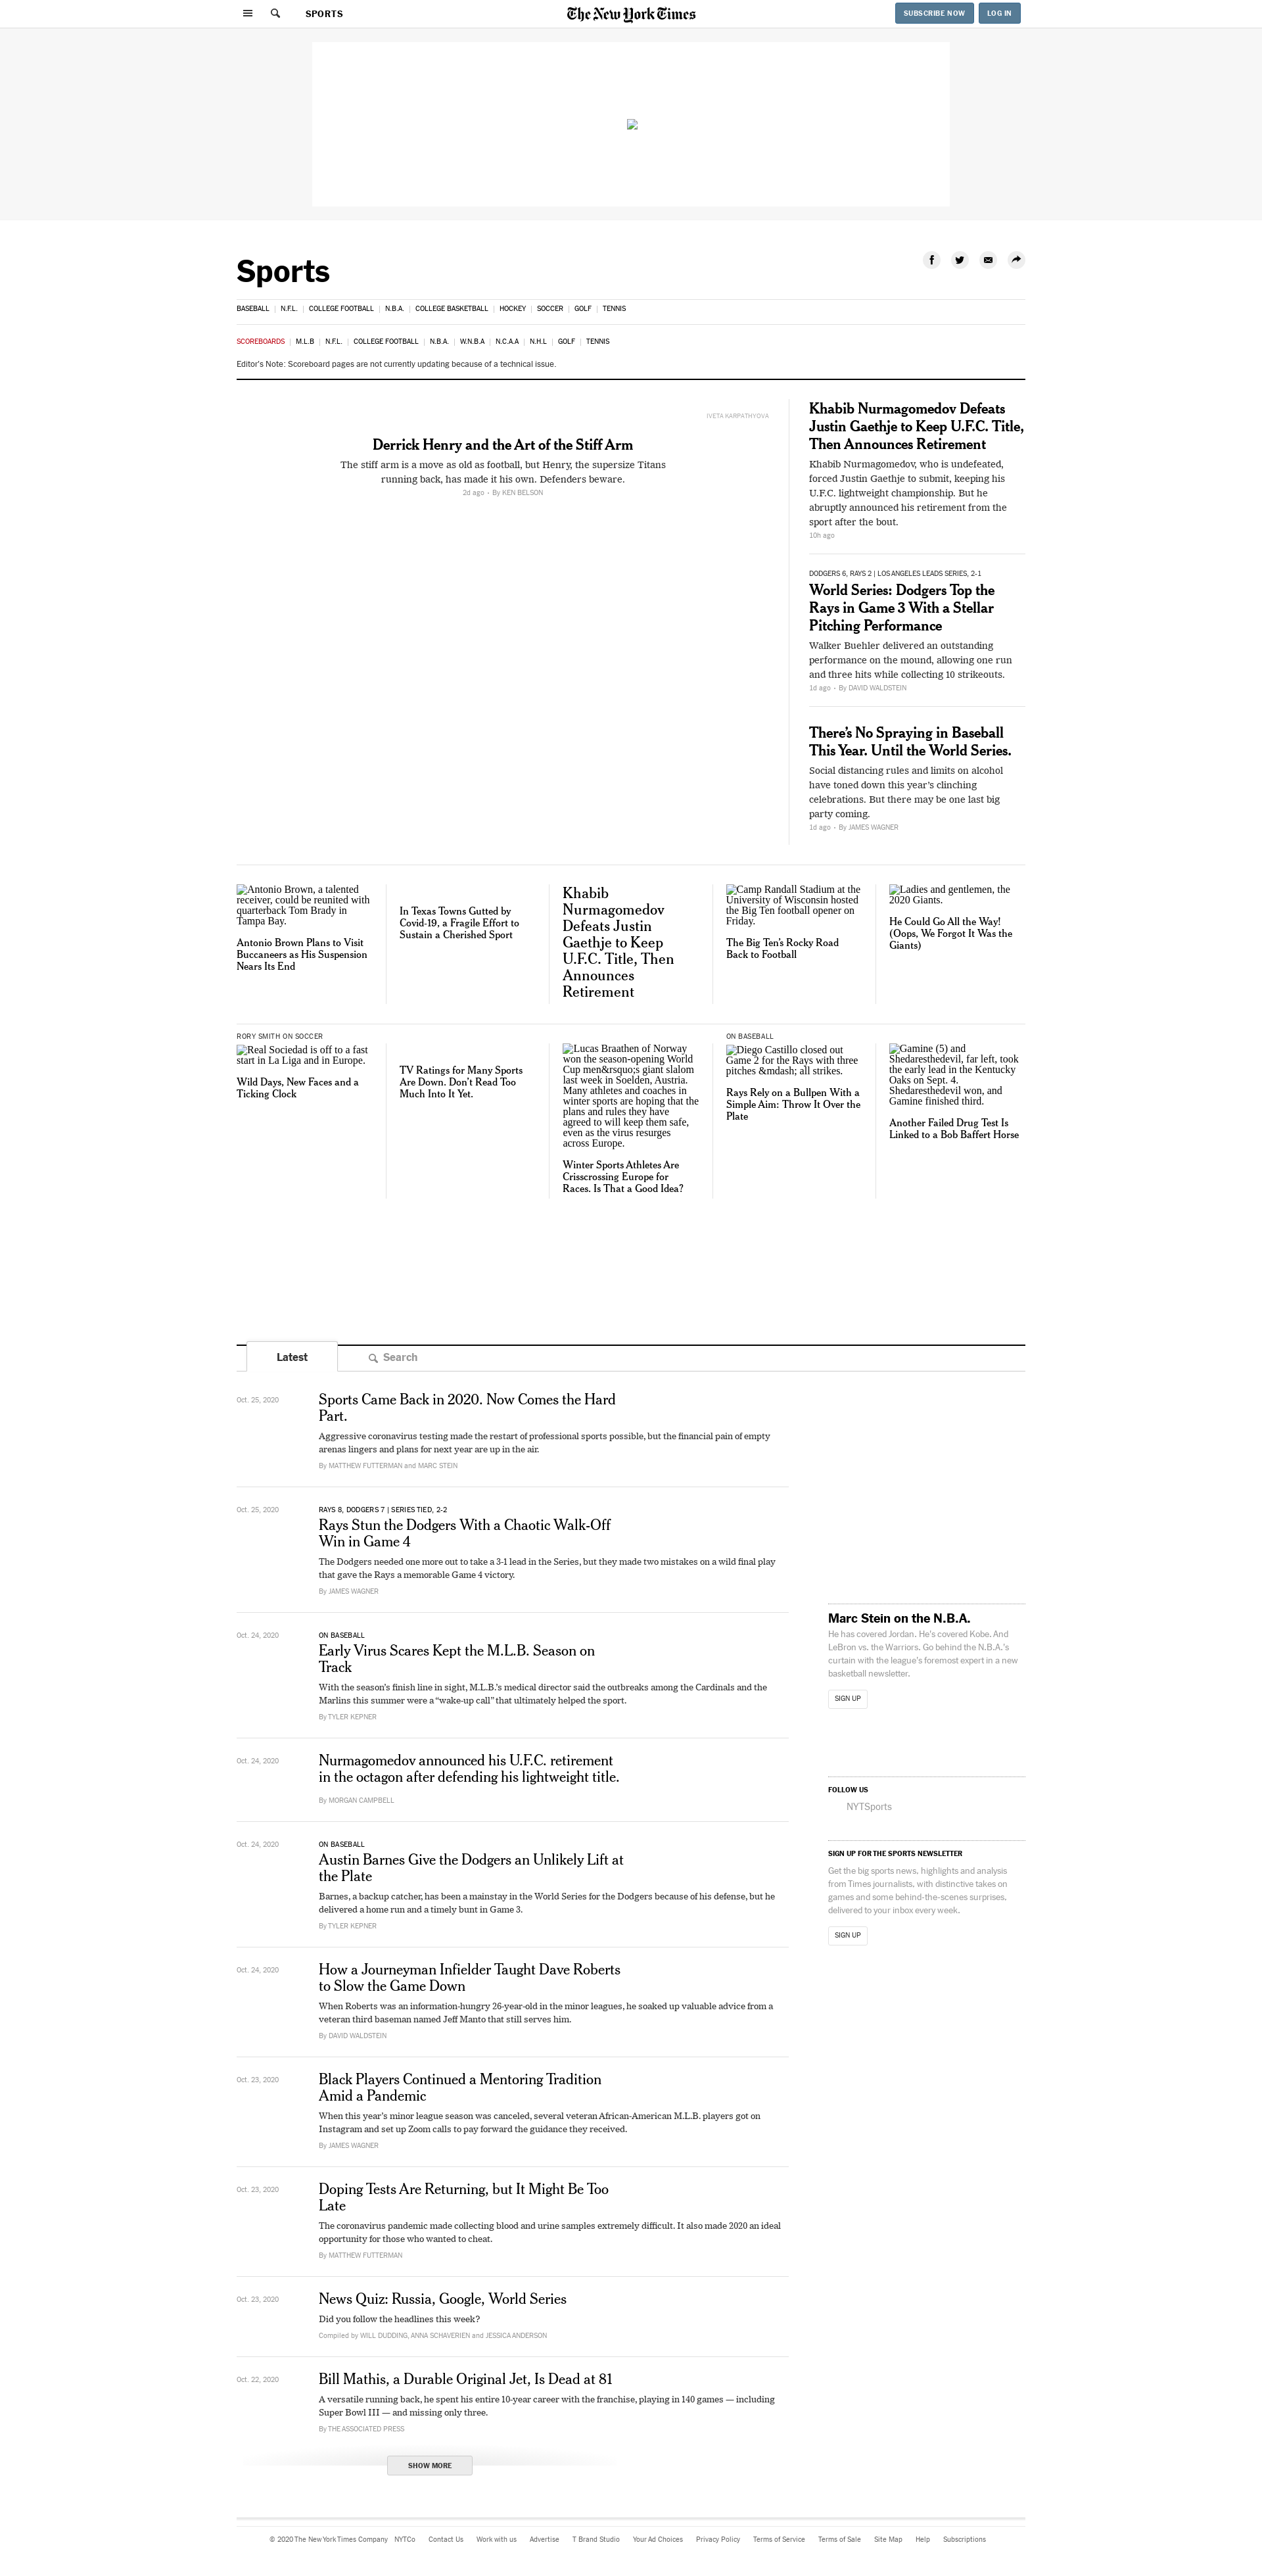 SPORTS
The New York Times
SUBSCRIBE NOW
LOG IN
Sports
BASEBALL
N.F.L.
COLLEGE FOOTBALL
N.B.A.
COLLEGE BASKETBALL
HOCKEY
SOCCER
GOLF
TENNIS
SCOREBOARDS
M.L.B
N.F.L.
COLLEGE FOOTBALL
N.B.A.
W.N.B.A
N.C.A.A
N.H.L
GOLF
TENNIS
Editor's Note: Scoreboard pages are not currently updating because of a technical issue.
IVETA KARPATHYOVA
Derrick Henry and the Art of the Stiff Arm
The stiff arm is a move as old as football, but Henry, the supersize Titans
running back, has made it his own. Defenders beware.
2d ago • By KEN BELSON
Khabib Nurmagomedov Defeats
Justin Gaethje to Keep U.F.C. Title,
Then Announces Retirement
Khabib Nurmagomedov, who is undefeated,
forced Justin Gaethje to submit, keeping his
U.F.C. lightweight championship. But he
abruptly announced his retirement from the
sport after the bout.
10h ago
DODGERS 6, RAYS 2 | LOS ANGELES LEADS SERIES, 2-1
World Series: Dodgers Top the
Rays in Game 3 With a Stellar
Pitching Performance
Walker Buehler delivered an outstanding
performance on the mound, allowing one run
and three hits while collecting 10 strikeouts.
1d ago • By DAVID WALDSTEIN
There's No Spraying in Baseball
This Year. Until the World Series.
Social distancing rules and limits on alcohol
have toned down this year's clinching
celebrations. But there may be one last big
party coming.
1d ago • By JAMES WAGNER
Antonio Brown, a talented
receiver, could be reunited with
quarterback Tom Brady in
Tampa Bay.
Antonio Brown Plans to Visit
Buccaneers as His Suspension
Nears Its End
In Texas Towns Gutted by
Covid-19, a Fragile Effort to
Sustain a Cherished Sport
Khabib
Nurmagomedov
Defeats Justin
Gaethje to Keep
U.F.C. Title, Then
Announces
Retirement
Camp Randall Stadium at the
University of Wisconsin hosted
the Big Ten football opener on
Friday.
The Big Ten's Rocky Road
Back to Football
Ladies and gentlemen, the
2020 Giants.
He Could Go All the Way!
(Oops, We Forgot It Was the
Giants)
RORY SMITH ON SOCCER
Real Sociedad is off to a fast
start in La Liga and in Europe.
Wild Days, New Faces and a
Ticking Clock
TV Ratings for Many Sports
Are Down. Don't Read Too
Much Into It Yet.
Lucas Braathen of Norway
won the season-opening World
Cup men&rsquo;s giant slalom
last week in Soelden, Austria.
Many athletes and coaches in
winter sports are hoping that the
plans and rules they have
agreed to will keep them safe,
even as the virus resurges
across Europe.
Winter Sports Athletes Are
Crisscrossing Europe for
Races. Is That a Good Idea?
ON BASEBALL
Diego Castillo closed out
Game 2 for the Rays with three
pitches &mdash; all strikes.
Rays Rely on a Bullpen With a
Simple Aim: Throw It Over the
Plate
Gamine (5) and
Shedaresthedevil, far left, took
the early lead in the Kentucky
Oaks on Sept. 4.
Shedaresthedevil won, and
Gamine finished third.
Another Failed Drug Test Is
Linked to a Bob Baffert Horse
Latest
Search
Oct. 25, 2020
Sports Came Back in 2020. Now Comes the Hard
Part.
Aggressive coronavirus testing made the restart of professional sports possible, but the financial pain of empty
arenas lingers and plans for next year are up in the air.
By MATTHEW FUTTERMAN and MARC STEIN
Oct. 25, 2020
RAYS 8, DODGERS 7 | SERIES TIED, 2-2
Rays Stun the Dodgers With a Chaotic Walk-Off
Win in Game 4
The Dodgers needed one more out to take a 3-1 lead in the Series, but they made two mistakes on a wild final play
that gave the Rays a memorable Game 4 victory.
By JAMES WAGNER
Oct. 24, 2020
ON BASEBALL
Early Virus Scares Kept the M.L.B. Season on
Track
With the season's finish line in sight, M.L.B.'s medical director said the outbreaks among the Cardinals and the
Marlins this summer were a “wake-up call” that ultimately helped the sport.
By TYLER KEPNER
Oct. 24, 2020
Nurmagomedov announced his U.F.C. retirement
in the octagon after defending his lightweight title.
By MORGAN CAMPBELL
Oct. 24, 2020
ON BASEBALL
Austin Barnes Give the Dodgers an Unlikely Lift at
the Plate
Barnes, a backup catcher, has been a mainstay in the World Series for the Dodgers because of his defense, but he
delivered a home run and a timely bunt in Game 3.
By TYLER KEPNER
Oct. 24, 2020
How a Journeyman Infielder Taught Dave Roberts
to Slow the Game Down
When Roberts was an information-hungry 26-year-old in the minor leagues, he soaked up valuable advice from a
veteran third baseman named Jeff Manto that still serves him.
By DAVID WALDSTEIN
Oct. 23, 2020
Black Players Continued a Mentoring Tradition
Amid a Pandemic
When this year's minor league season was canceled, several veteran African-American M.L.B. players got on
Instagram and set up Zoom calls to pay forward the guidance they received.
By JAMES WAGNER
Oct. 23, 2020
Doping Tests Are Returning, but It Might Be Too
Late
The coronavirus pandemic made collecting blood and urine samples extremely difficult. It also made 2020 an ideal
opportunity for those who wanted to cheat.
By MATTHEW FUTTERMAN
Oct. 23, 2020
News Quiz: Russia, Google, World Series
Did you follow the headlines this week?
Compiled by WILL DUDDING, ANNA SCHAVERIEN and JESSICA ANDERSON
Oct. 22, 2020
Bill Mathis, a Durable Original Jet, Is Dead at 81
A versatile running back, he spent his entire 10-year career with the franchise, playing in 140 games — including
Super Bowl III — and missing only three.
By THE ASSOCIATED PRESS
SHOW MORE
Marc Stein on the N.B.A.
He has covered Jordan. He's covered Kobe. And
LeBron vs. the Warriors. Go behind the N.B.A.'s
curtain with the league's foremost expert in a new
basketball newsletter.
SIGN UP
FOLLOW US
NYTSports
SIGN UP FOR THE SPORTS NEWSLETTER
Get the big sports news, highlights and analysis
from Times journalists, with distinctive takes on
games and some behind-the-scenes surprises,
delivered to your inbox every week.
SIGN UP
© 2020 The New York Times Company
NYTCo
Contact Us
Work with us
Advertise
T Brand Studio
Your Ad Choices
Privacy Policy
Terms of Service
Terms of Sale
Site Map
Help
Subscriptions